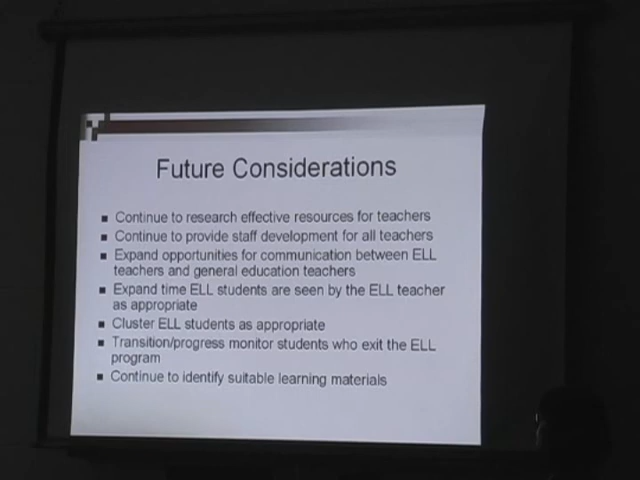 Future Considerations
Continue to research effective resources for teachers
Continue to provide staff development for all teachers
Expand opportunities for communication between ELL
teachers and general education teachers
Expand time ELL students are seen by the ELL teacher
as appropriate
Cluster ELL students as appropriate
Transition/progress monitor students who exit the ELL
program
Continue to identify suitable learning materials